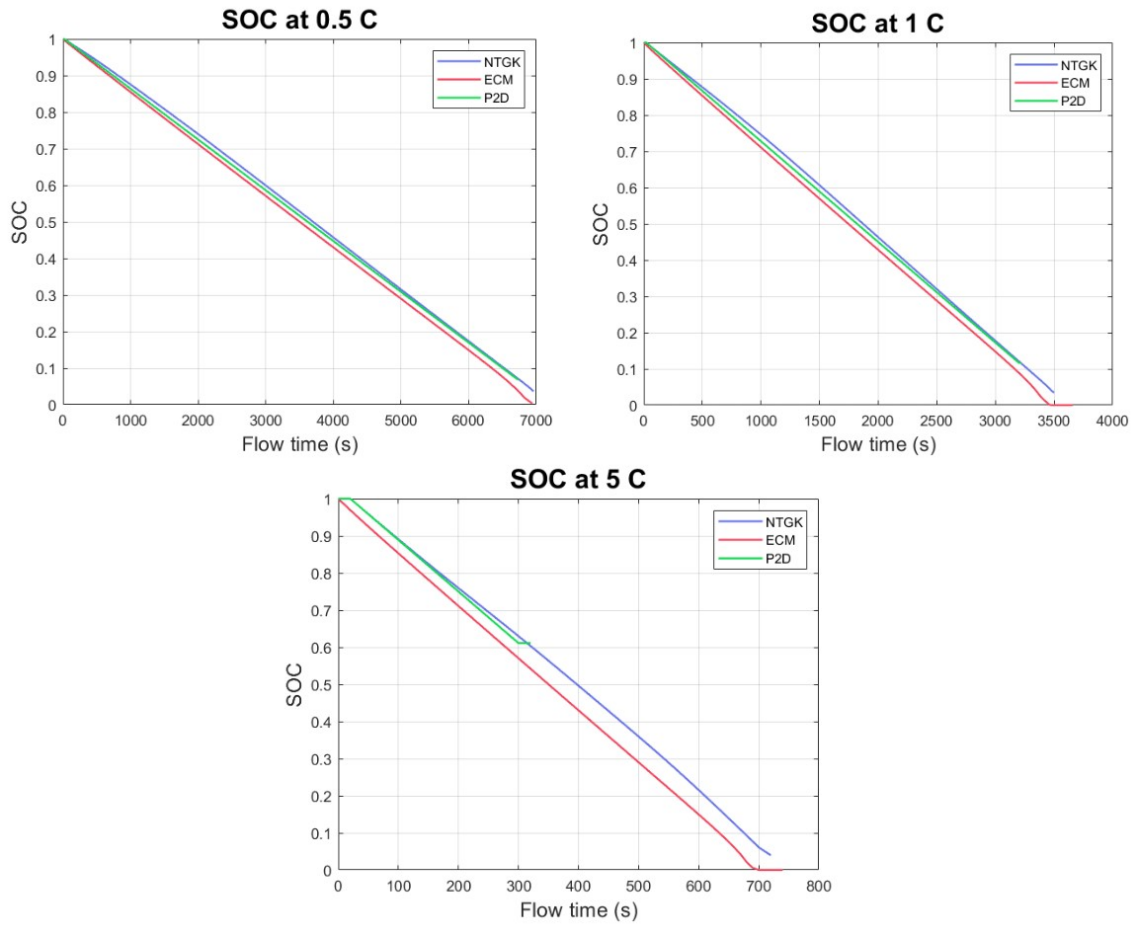 SOC at 0.5 C
NTGK
ECM
P2D
1
0.9
0.8
0.7
0.6
0.5
0.4
0.3
0.2
0.1
0
SOC
0 1000 2000 3000 4000 5000 6000 7000
Flow time (s)
SOC at 1 C
NTGK
ECM
P2D
1
0.9
0.8
0.7
0.6
0.5
0.4
0.3
0.2
0.1
0
SOC
0 500 1000 1500 2000 2500 3000 3500 4000
Flow time (s)
SOC at 5 C
NTGK
ECM
P2D
1
0.9
0.8
0.7
0.6
0.5
0.4
0.3
0.2
0.1
0
SOC
0 100 200 300 400 500 600 700 800
Flow time (s)